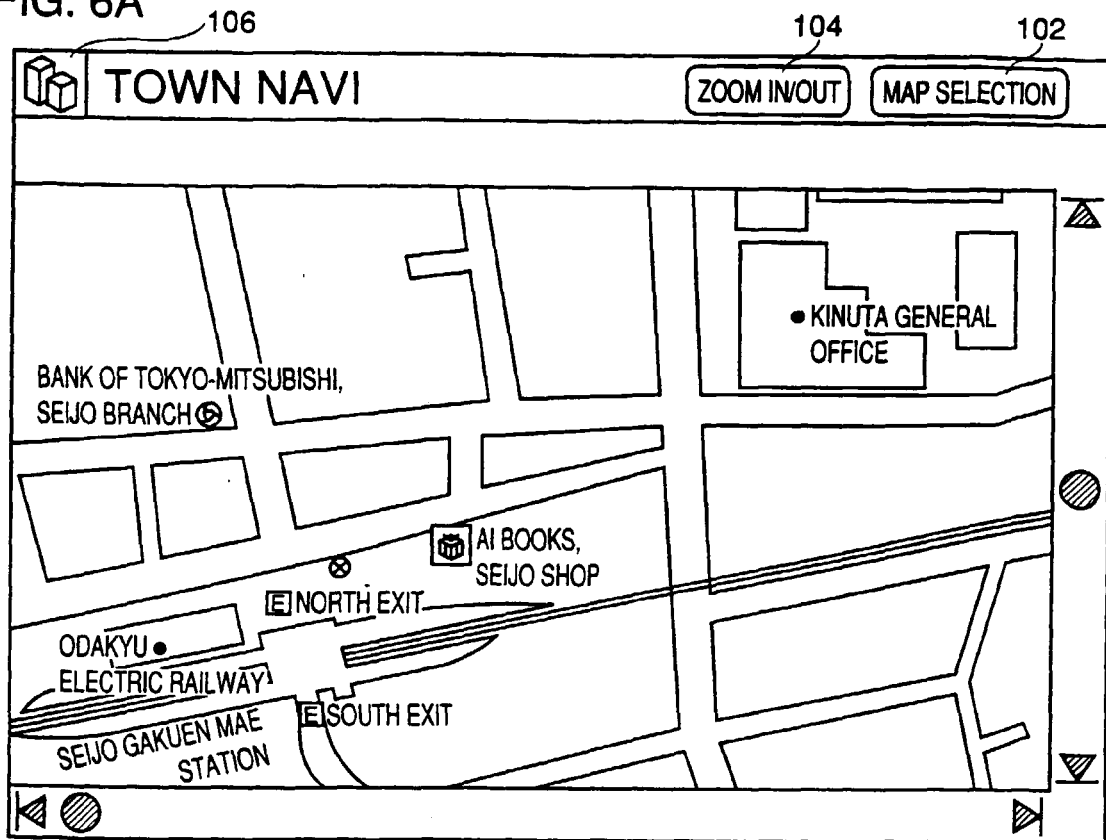 FIG. 6A
106
104
102
TOWN NAVI
ZOOM IN/OUT
MAP SELECTION
KINUTA GENERAL
OFFICE
BANK OF TOKYO-MITSUBISHI,
SEIJO BRANCH
AI BOOKS,
SEIJO SHOP
E NORTH EXIT
ODAKYU
ELECTRIC RAILWAY
E SOUTH EXIT
SEIJO GAKUEN MAE
STATION